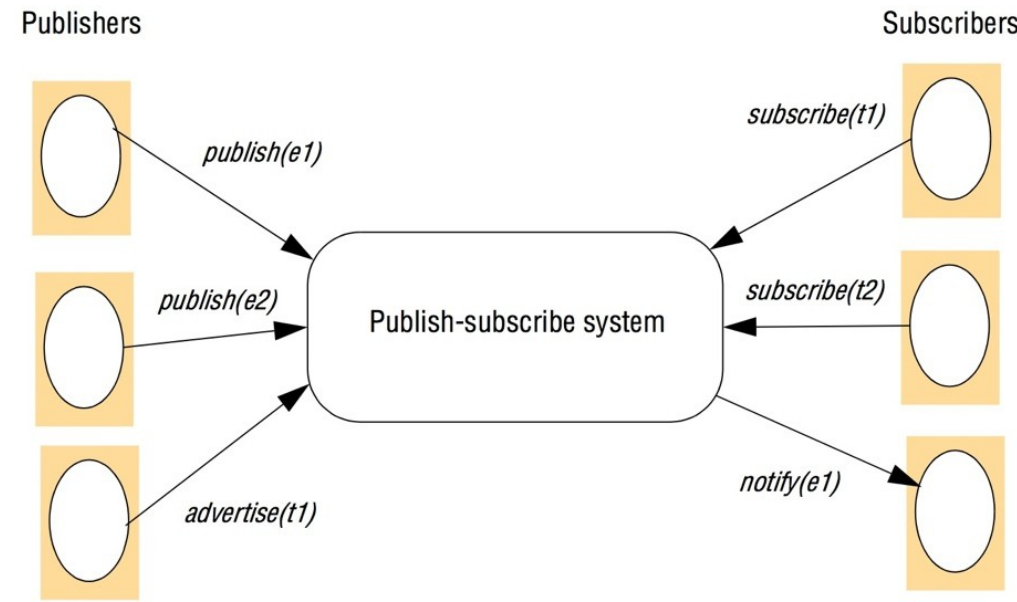 Publishers
Subscribers
subscribe(t1)
publish(e1)
publish(e2)
subscribe(t2)
Publish-subscribe system
notify(e1)
advertise(t1)